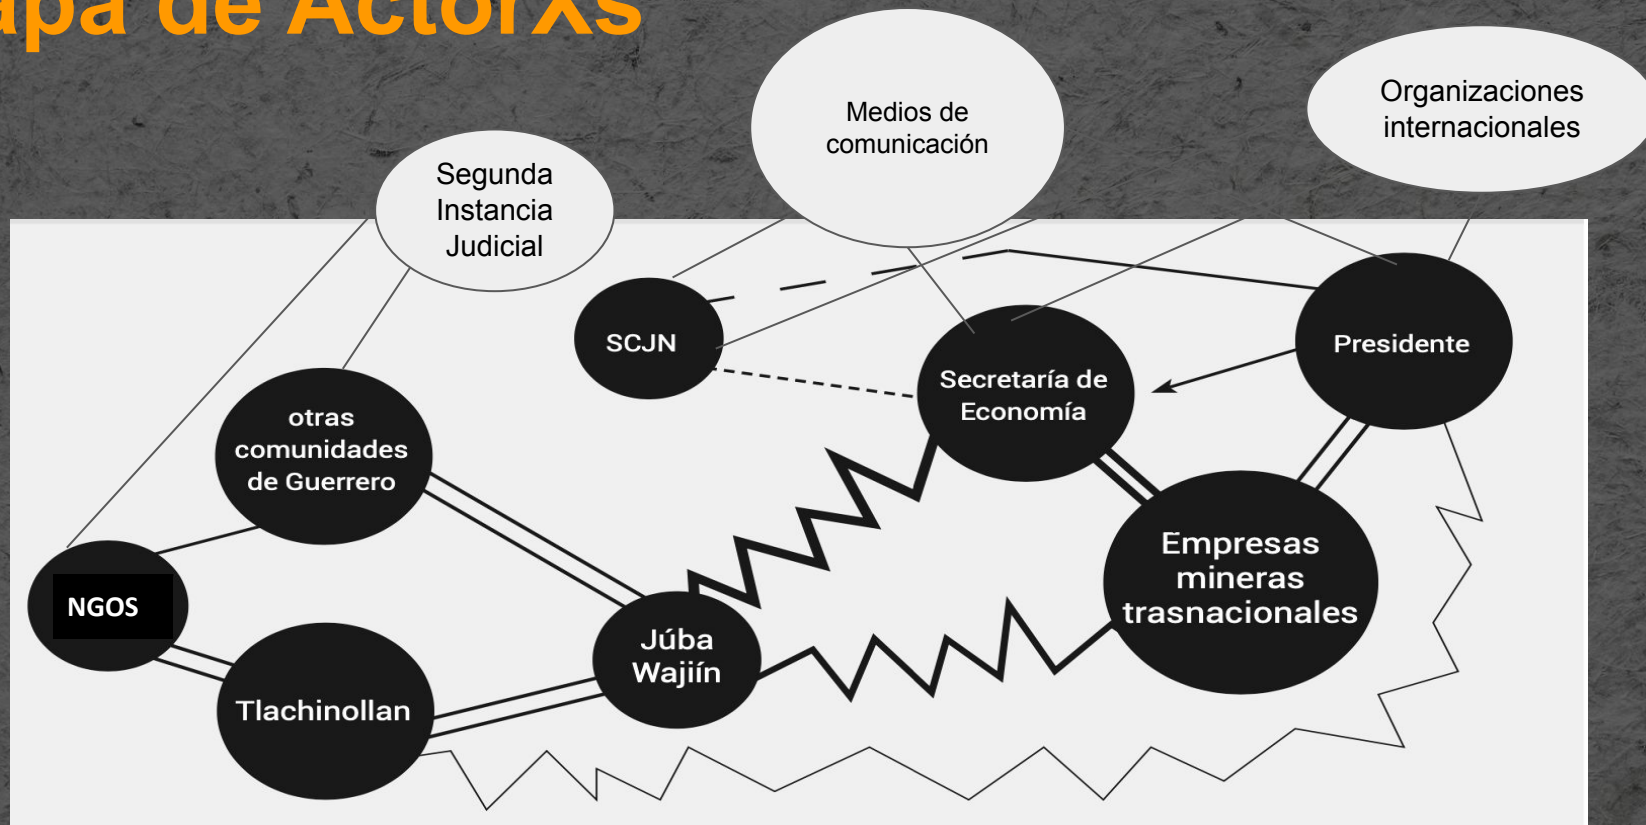 apa de ActorXs
Organizaciones
internacionales
Medios de
comunicación
Segunda
Instancia
Judicial
SCJN
Secretaría de
Economía
Presidente
otras
comunidades
de Guerrero
Empresas
mineras
trasnacionales
NGOS
Júba
Wajiín
Tlachinollan